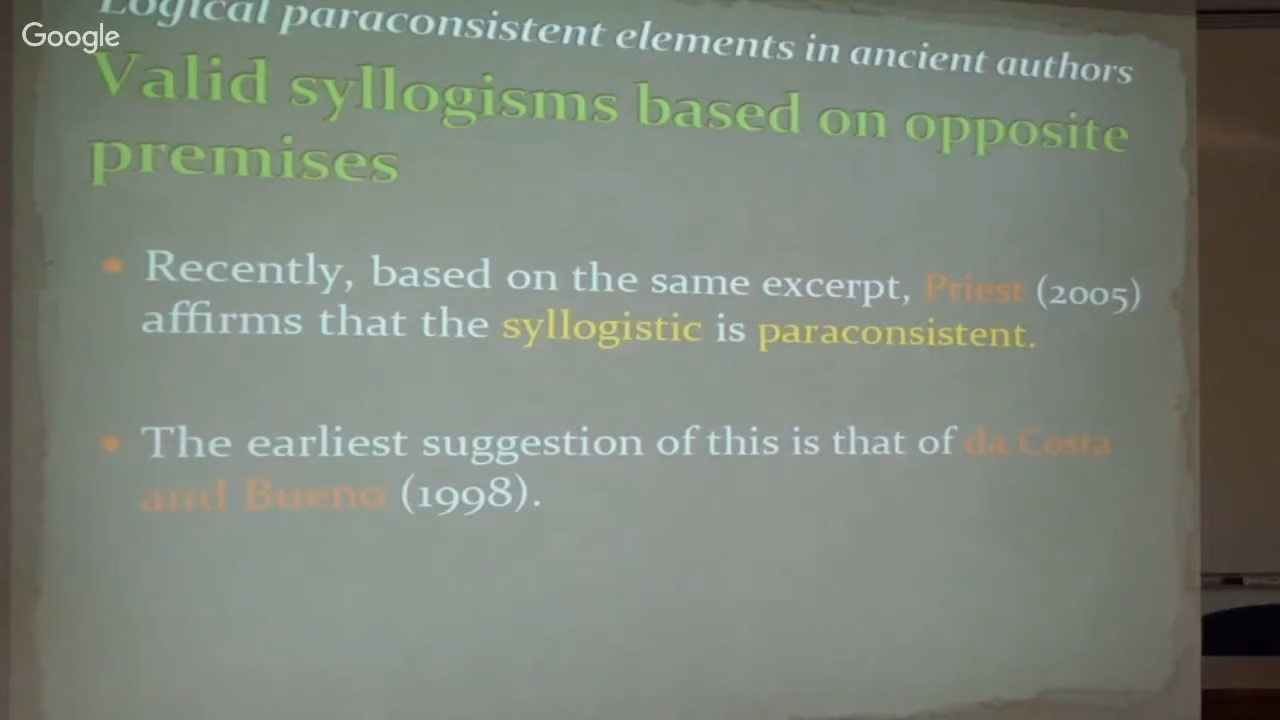 Google
Logical paraconsistent elements in ancient authors
Valid syllogisms based on opposite
premises
• Recently, based on the same excerpt, Priest (2005)
affirms that the syllogistic is paraconsistent.
• The earliest suggestion of this is that of da Costa
and Bueno (1998).